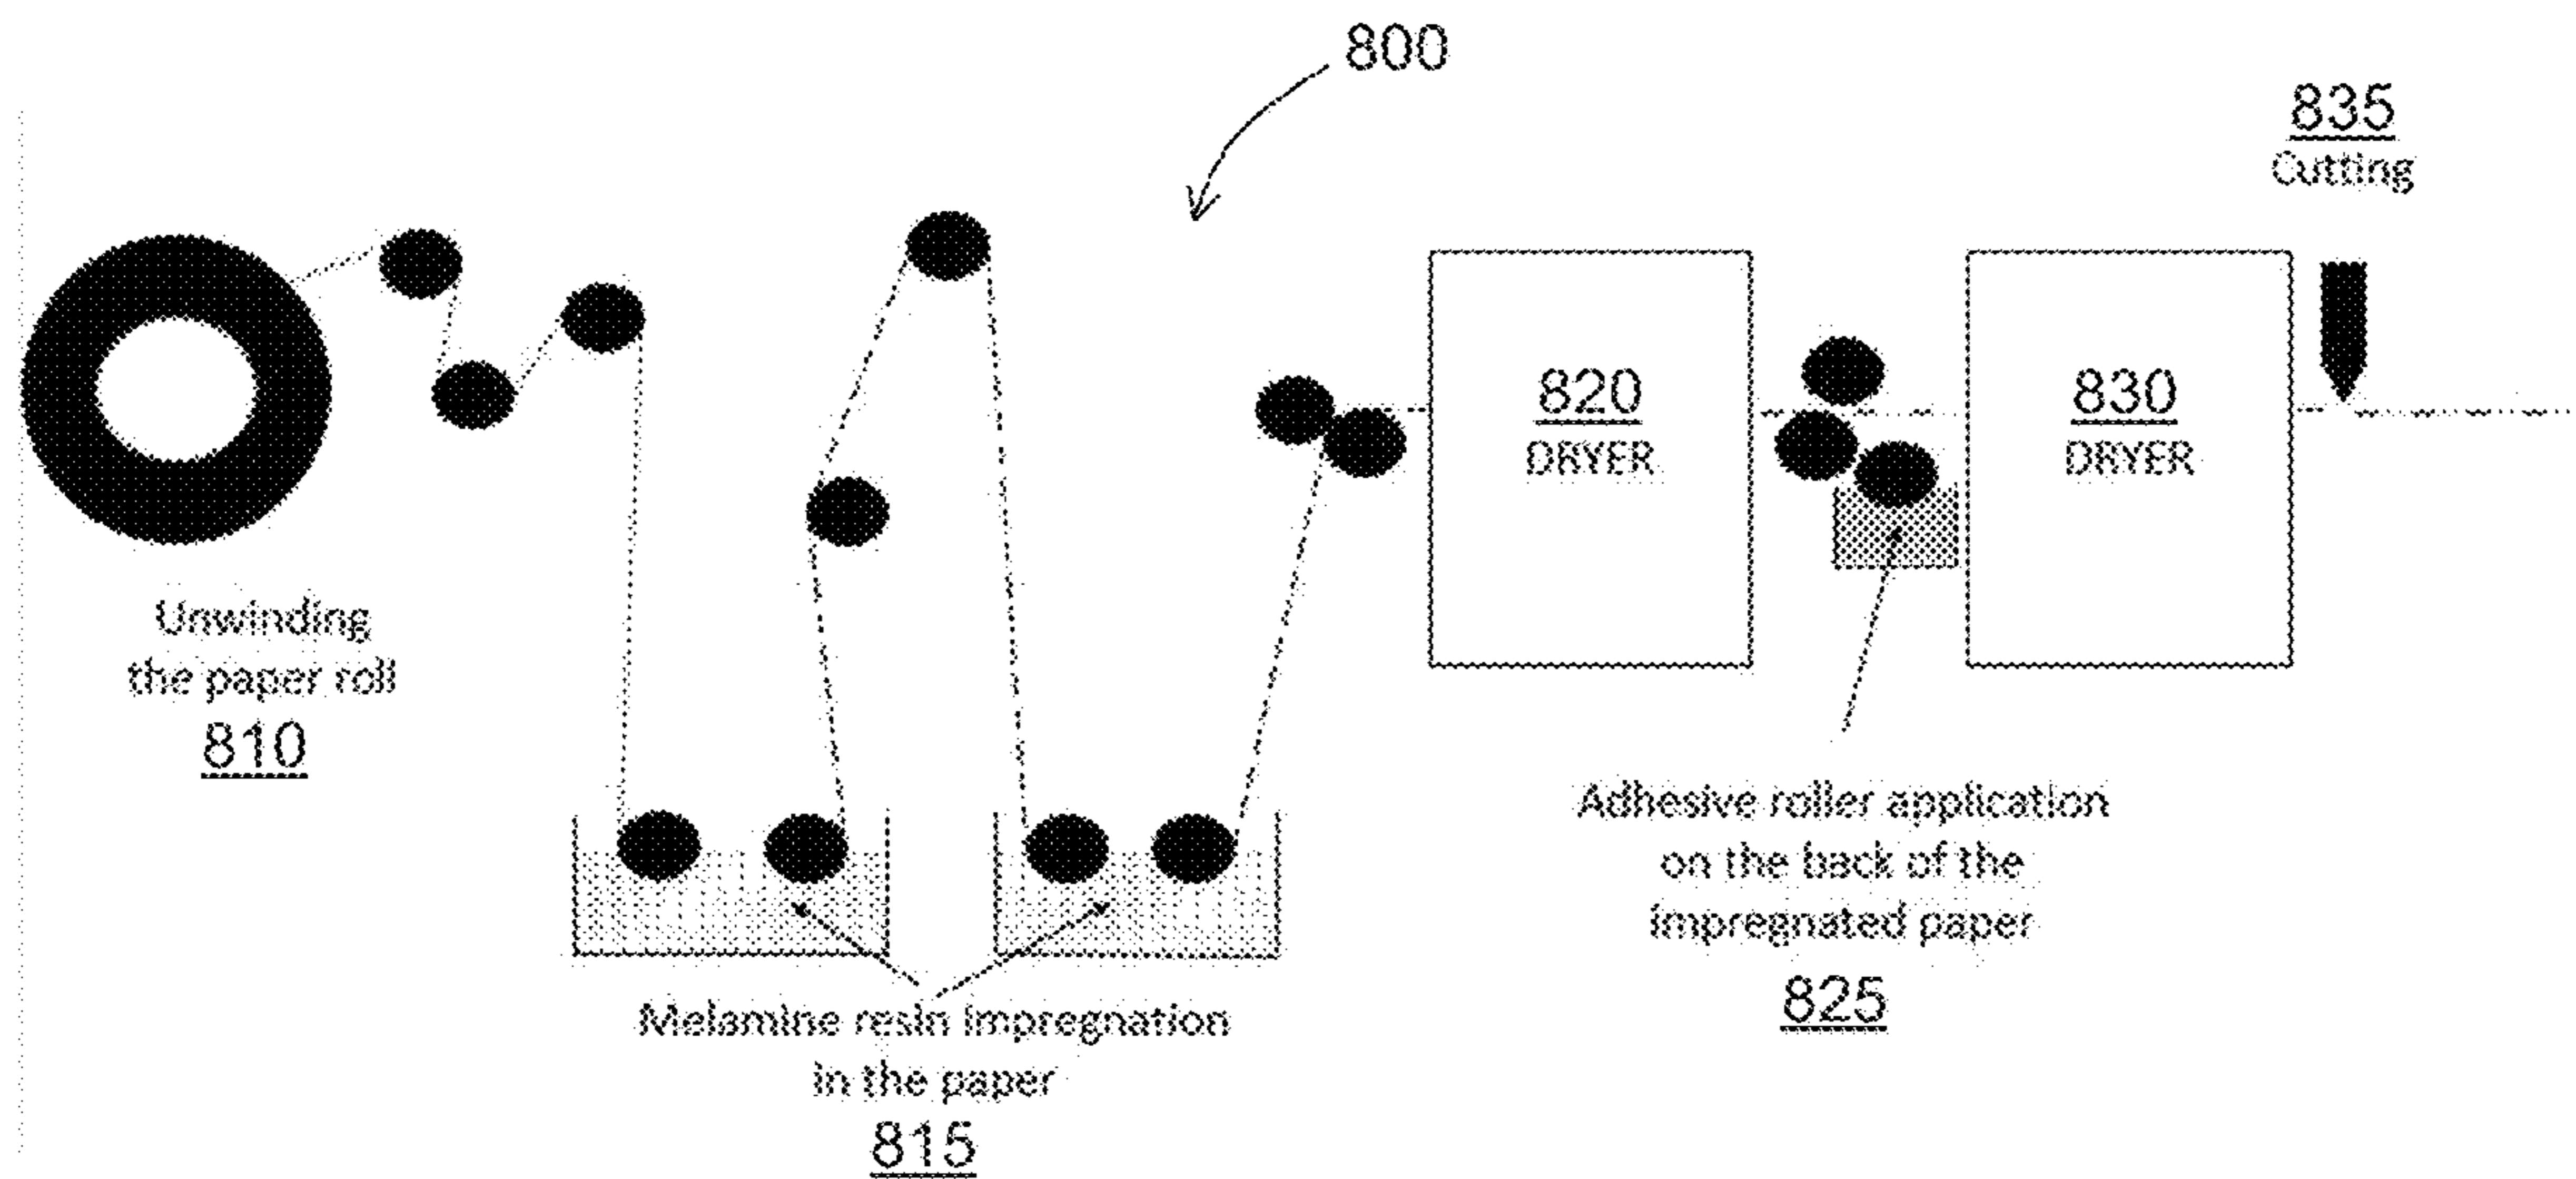 800
835
Cutting
820
DRYER
830
DRYER
Unwinding
the paper roll
810
Adhesive roller application
on the back of the
impregnated paper
825
Melamine resin impregnation
in the paper
815